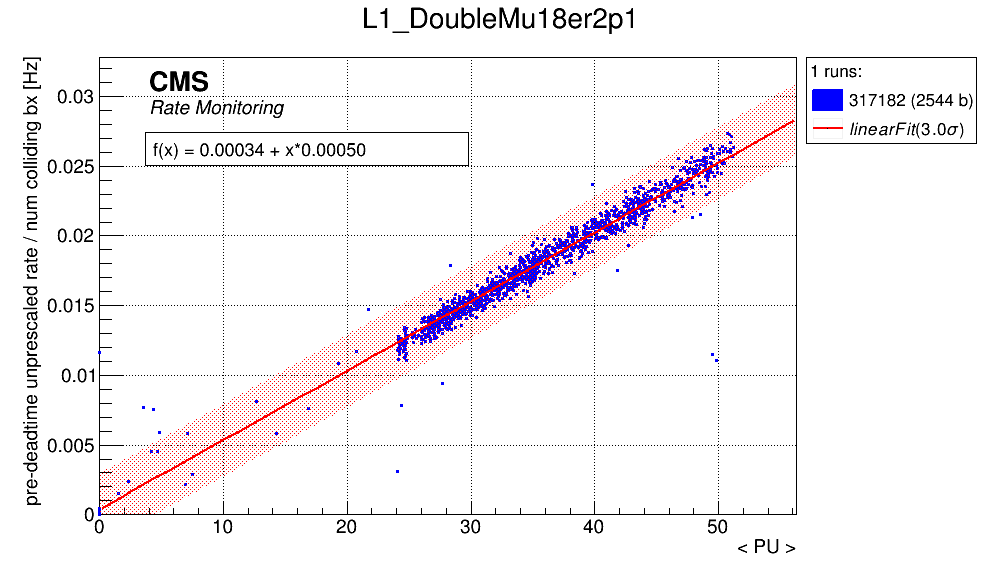 L1_DoubleMu18er2p1
pre-deadtime unprescaled rate / num colliding bx [Hz]
CMS
Rate Monitoring
f(x) = 0.00034 + x*0.00050
1 runs:
317182 (2544 b)
linearFit(3.0σ)
0.03
0.025
0.02
0.015
0.01
0.005
0
0 10 20 30 40 50
< PU >